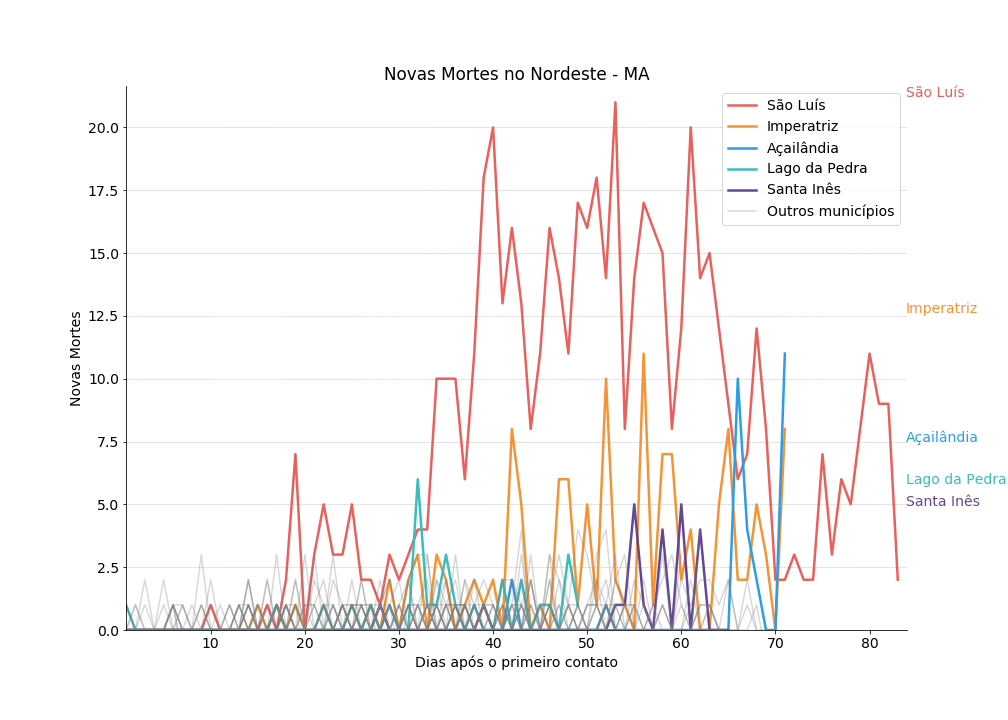 Novas Mortes no Nordeste - MA
São Luís
Imperatriz
Açailândia
Lago da Pedra
Santa Inês
Outros municípios
São Luís
Imperatriz
Açailândia
Lago da Pedra
Santa Inês
Novas Mortes
20.0
17.5
15.0
12.5
10.0
7.5
5.0
2.5
0.0
10 20 30 40 50 60 70 80
Dias após o primeiro contato